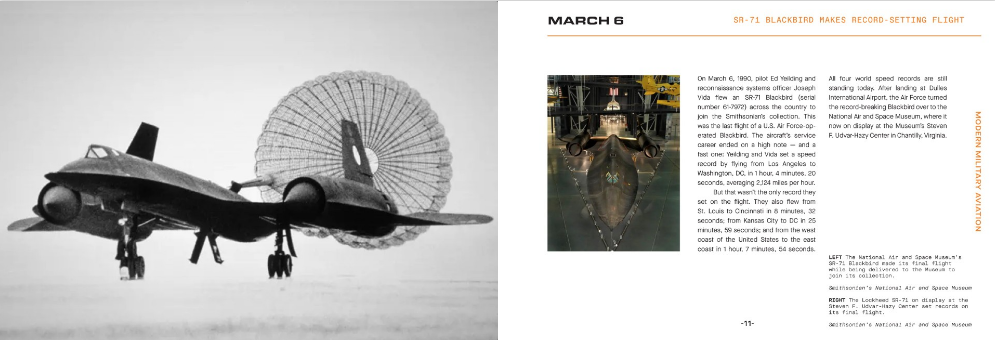 MARCH 6
SR-71 BLACKBIRD MAKES RECORD-SETTING FLIGHT
On March 6, 1990, pilot Ed Yeilding and
reconnaissance systems officer Joseph
Vida flew an SR-71 Blackbird (serial
number 61-7972) across the country to
join the Smithsonian's collection. This
was the last flight of a U.S. Air Force-op-
erated Blackbird. The aircraft's service
career ended on a high note — and a
fast one: Yeilding and Vida set a speed
record by flying from Los Angeles to
Washington, DC, in 1 hour, 4 minutes, 20
seconds, averaging 2,124 miles per hour.
But that wasn't the only record they
set on the flight. They also flew from
St. Louis to Cincinnati in 8 minutes, 32
seconds; from Kansas City to DC in 25
minutes, 59 seconds; and from the west
coast of the United States to the east
coast in 1 hour, 7 minutes, 54 seconds.
All four world speed records are still
standing today. After landing at Dulles
International Airport, the Air Force turned
the record-breaking Blackbird over to the
National Air and Space Museum, where it
now on display at the Museum's Steven
F. Udvar-Hazy Center in Chantilly, Virginia.
MODERN MILITARY AVIATION
LEFT The National Air and Space Museum's
SR-71 Blackbird made its final flight
while being delivered to the Museum to
join its collection.
Smithsonian's National Air and Space Museum
RIGHT The Lockheed SR-71 on display at the
Steven F. Udvar-Hazy Center set records on
its final flight.
Smithsonian's National Air and Space Museum
-11-